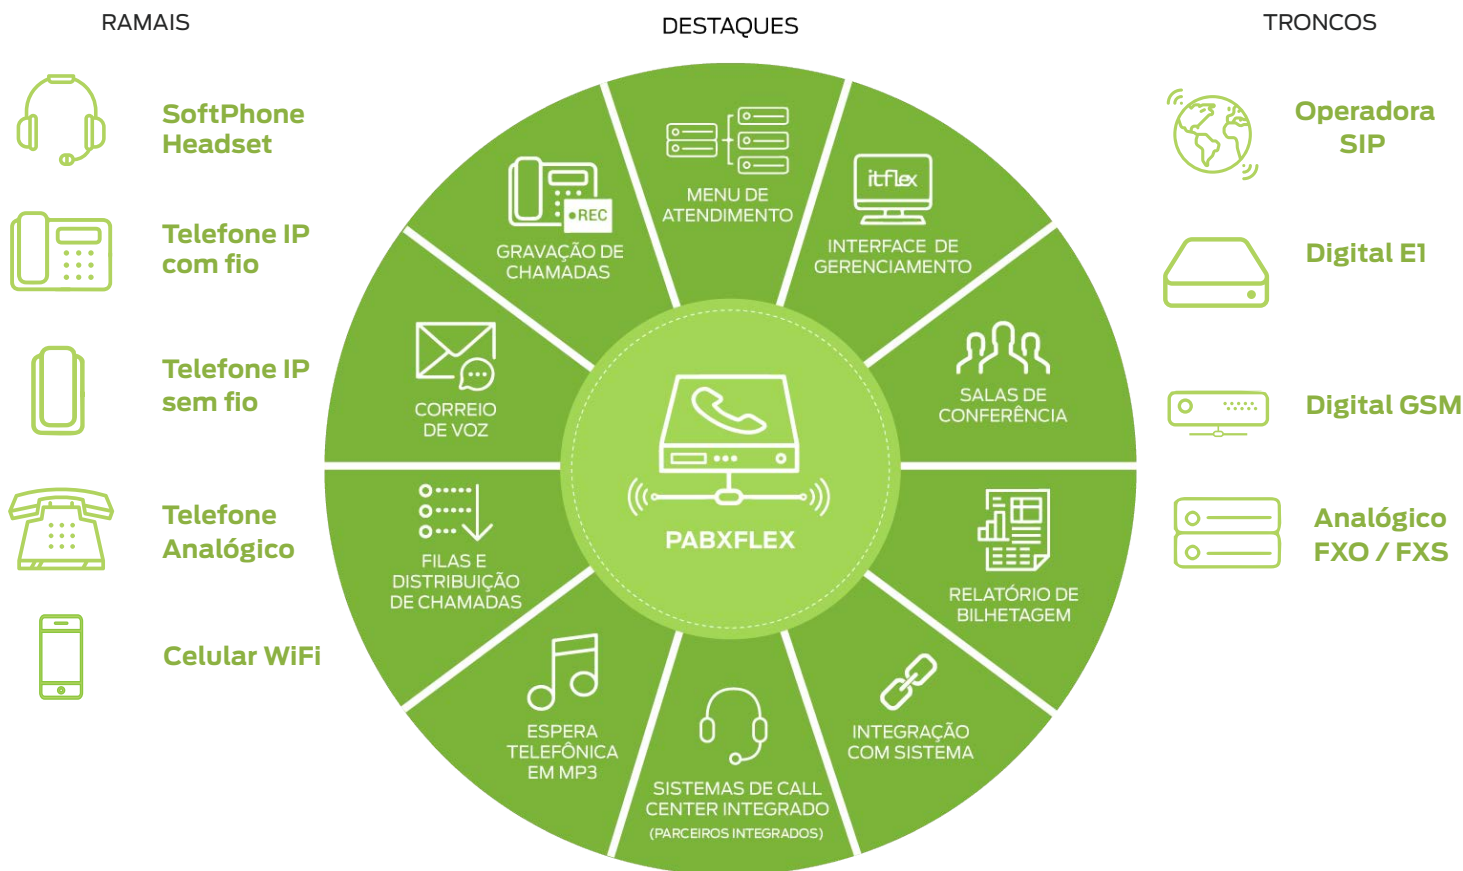 RAMAIS
SoftPhone
Headset
Telefone IP
com fio
Telefone IP
sem fio
Telefone
Analógico
Celular WiFi
DESTAQUES
MENU DE
ATENDIMENTO
itflex
INTERFACE DE
GERENCIAMENTO
SALAS DE
CONFERÊNCIA
RELATÓRIO DE
BILHETAGEM
INTEGRAÇÃO
COM SISTEMA
SISTEMAS DE CALL
CENTER INTEGRADO
(PARCEIROS INTEGRADOS)
ESPERA
TELEFÔNICA
EM MP3
FILAS E
DISTRIBUIÇÃO
DE CHAMADAS
CORREIO
DE VOZ
REC
GRAVAÇÃO DE
CHAMADAS
PABXFLEX
TRONCOS
Operadora
SIP
Digital E1
Digital GSM
Analógico
FXO / FXS